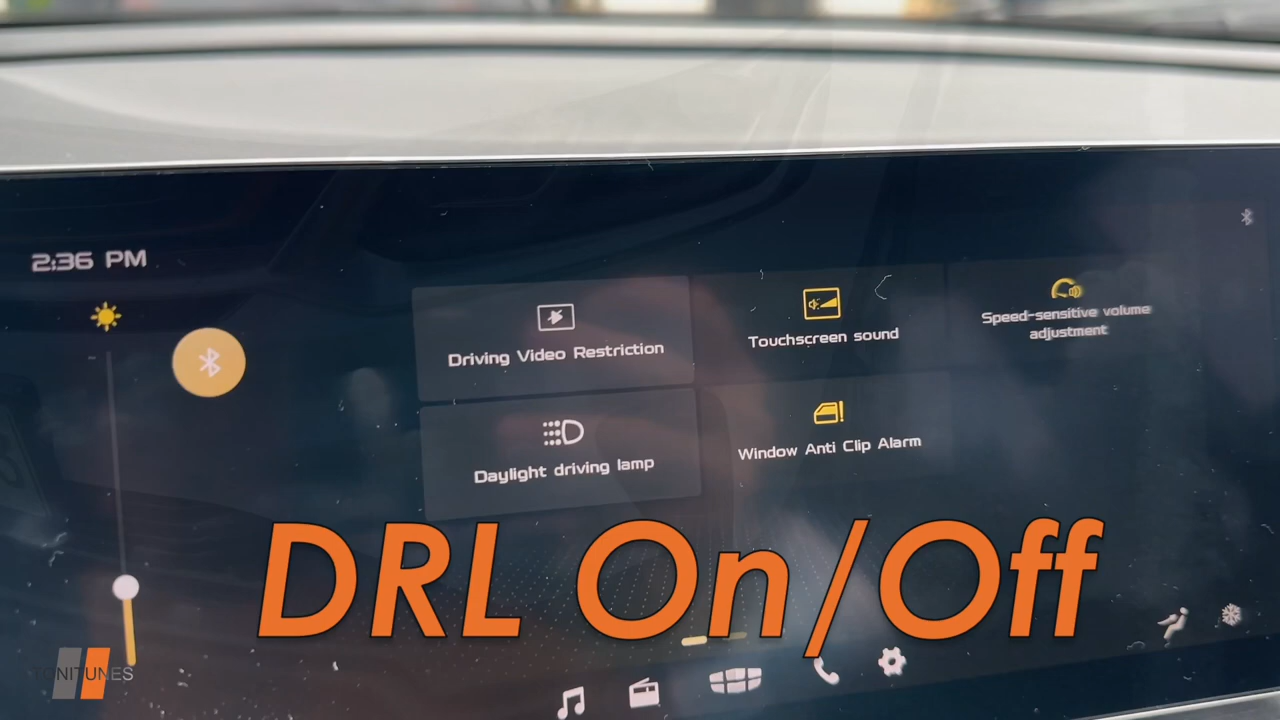 2:36 PM
Driving Video Restriction
Touchscreen sound
Speed-sensitive volume
adjustment
Daylight driving lamp
Window Anti Clip Alarm
DRL On/Off
TONITUNES